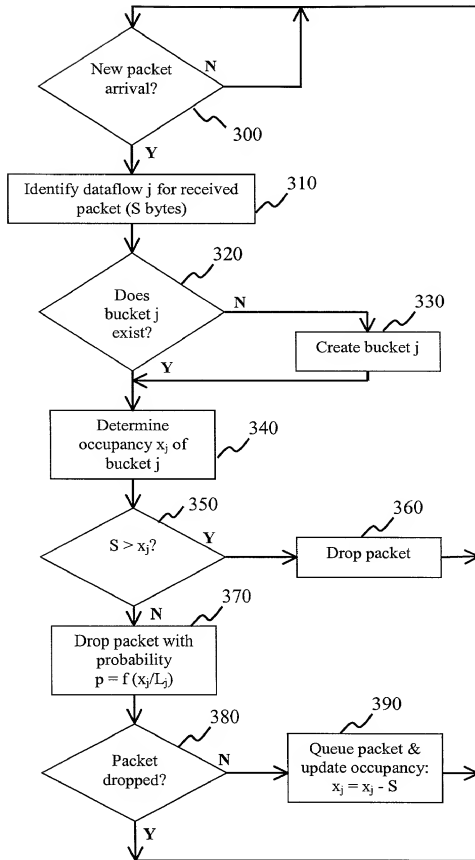 New packet
arrival?
N
300
Y
Identify dataflow j for received
packet (S bytes)
310
320
Does
bucket j
exist?
N
330
Create bucket j
Y
Determine
occupancy xj of
bucket j
340
350
S > xj?
Y
360
Drop packet
N
370
Drop packet with
probability
p = f (xj/Lj)
380
Packet
dropped?
N
390
Queue packet &
update occupancy:
xj = xj - S
Y